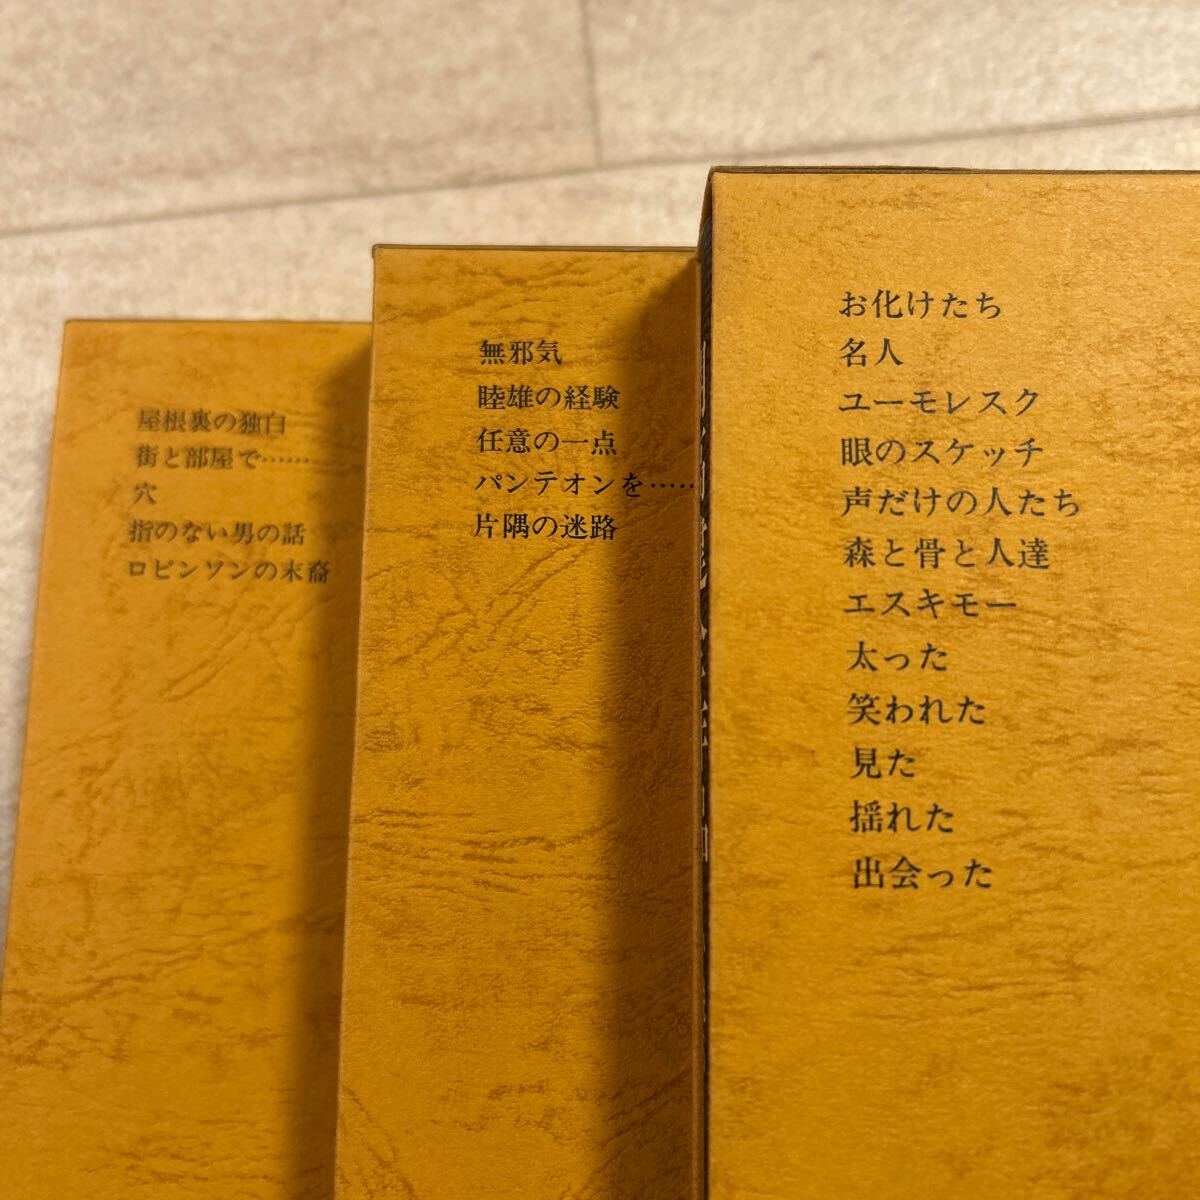 屋根裏の独白
街と部屋で……
穴
指のない男の話
ロビンソンの末裔
無邪気
睦雄の経験
任意の一点
パンテオンを……
片隅の迷路
お化けたち
名人
ユーモレスク
眼のスケッチ
声だけの人たち
森と骨と人達
エスキモー
太った
笑われた
見た
揺れた
出会った